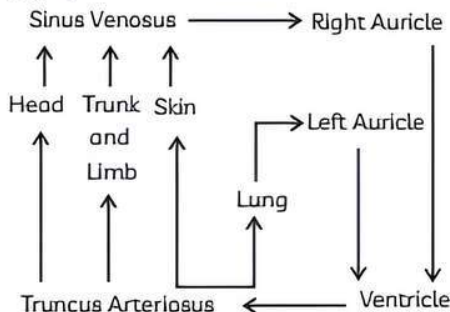 Sinus Venosus Right Auricle
Head Trunk and Limb Skin
Left Auricle
Lung
Truncus Arteriosus Ventricle